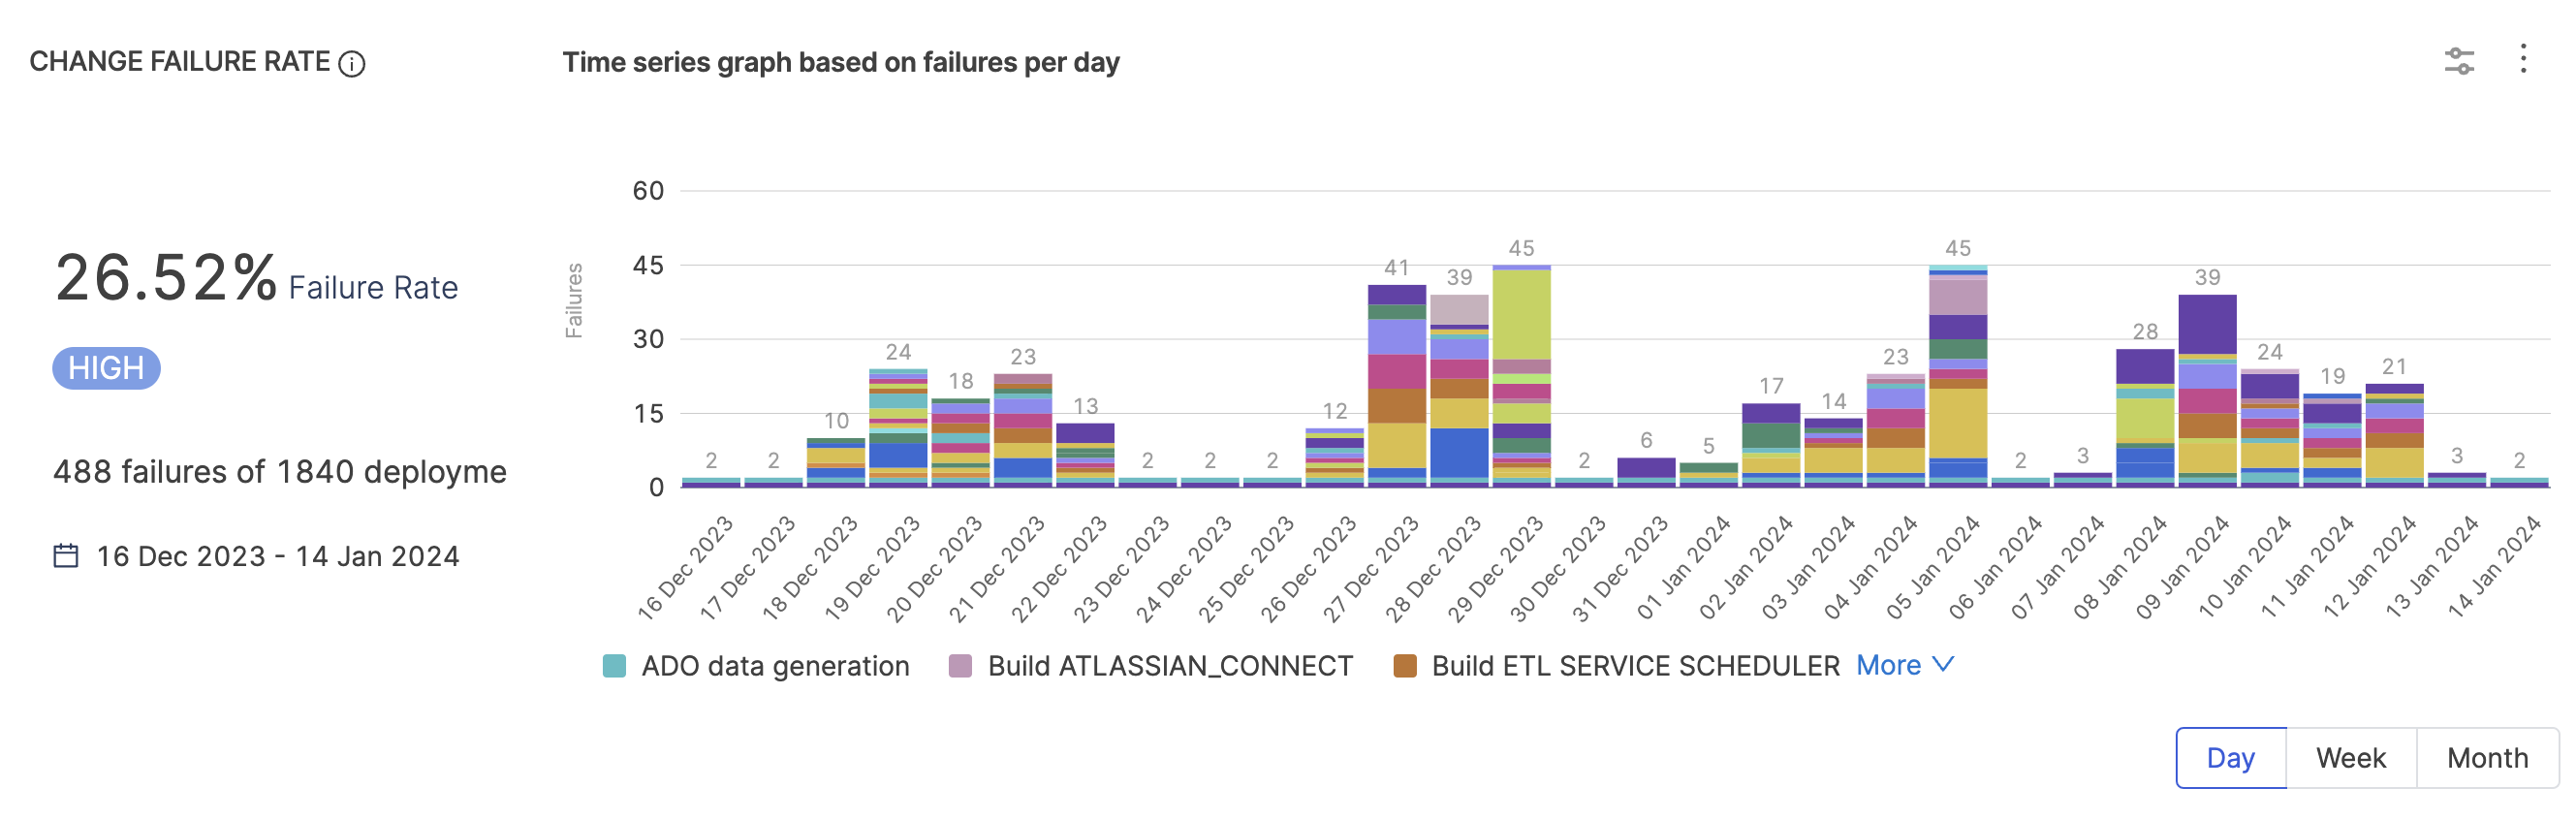 CHANGE FAILURE RATE
Time series graph based on failures per day
26.52% Failure Rate
HIGH
488 failures of 1840 deployme
16 Dec 2023 - 14 Jan 2024
Failures
60
45
30
15
0
2 2 10 24 18 23 13 2 2 2 12 41 39 45 2 6 5 17 14 23 45 2 3 28 39 24 19 21 3 2
16 Dec 2023
17 Dec 2023
18 Dec 2023
19 Dec 2023
20 Dec 2023
21 Dec 2023
22 Dec 2023
23 Dec 2023
24 Dec 2023
25 Dec 2023
26 Dec 2023
27 Dec 2023
28 Dec 2023
29 Dec 2023
30 Dec 2023
31 Dec 2023
01 Jan 2024
02 Jan 2024
03 Jan 2024
04 Jan 2024
05 Jan 2024
06 Jan 2024
07 Jan 2024
08 Jan 2024
09 Jan 2024
10 Jan 2024
11 Jan 2024
12 Jan 2024
13 Jan 2024
14 Jan 2024
ADO data generation Build ATLASSIAN_CONNECT Build ETL SERVICE SCHEDULER More
Day Week Month